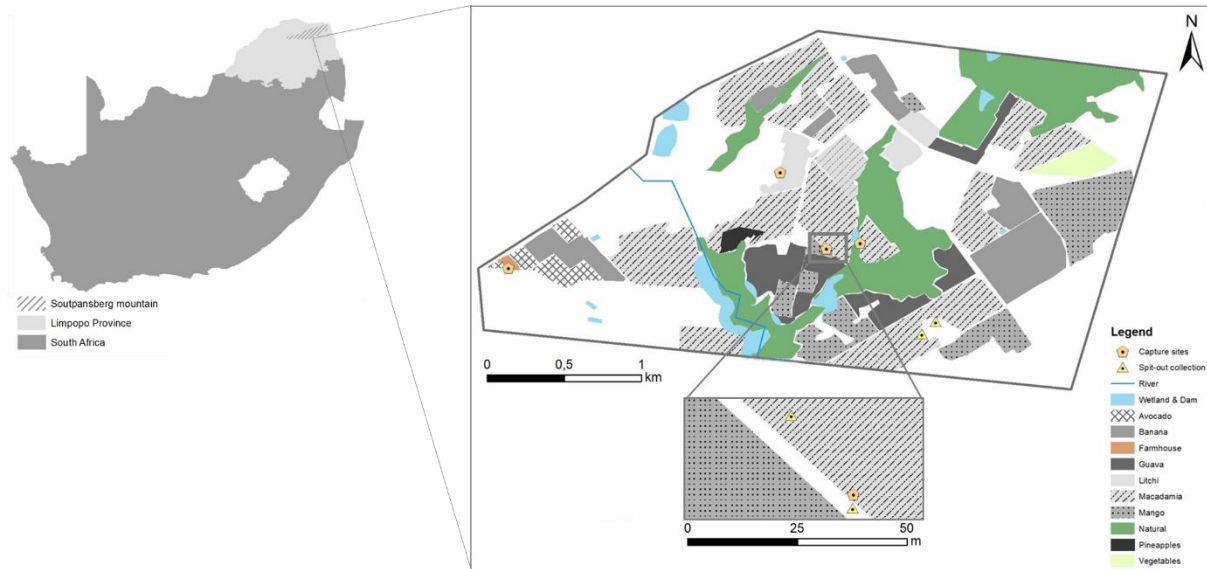 N
Soutpansberg mountain
Limpopo Province
South Africa
0 0,5 1
km
Legend
Capture sites
Spit-out collection
River
Wetland & Dam
Avocado
Banana
Farmhouse
Guava
Litchi
Macadamia
Mango
Natural
Pineapples
Vegetables
0 25 50
m